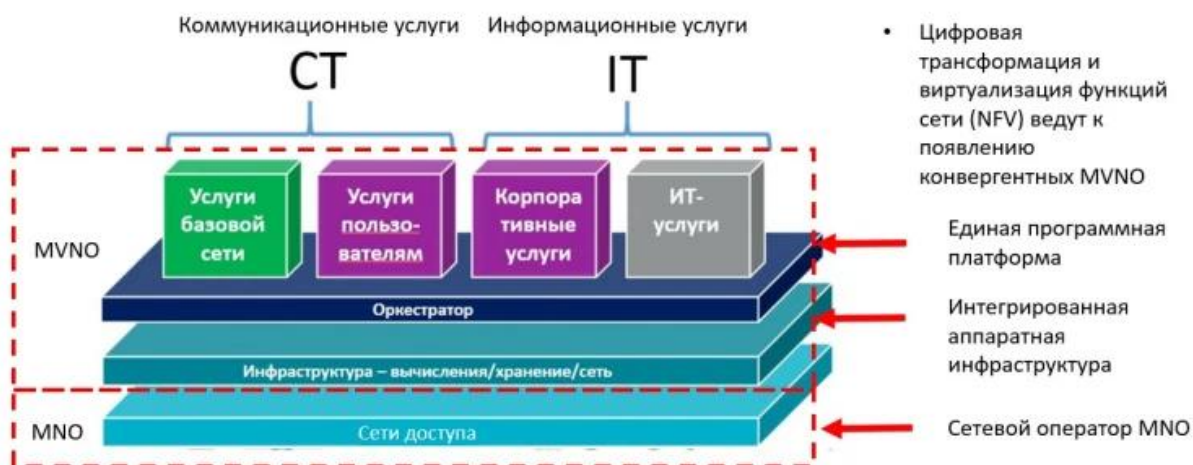 Коммуникационные услуги
Информационные услуги
CT
IT
Услуги
базовой
сети
Услуги
пользо-
вателям
Корпора
тивные
услуги
ИТ-
услуги
MVNO
Оркестратор
Инфраструктура – вычисления/хранение/сеть
MNO
Сети доступа
• Цифровая
трансформация и
виртуализация функций
сети (NFV) ведут к
появлению
конвергентных MVNO
Единая программная
платформа
Интегрированная
аппаратная
инфраструктура
Сетевой оператор MNO